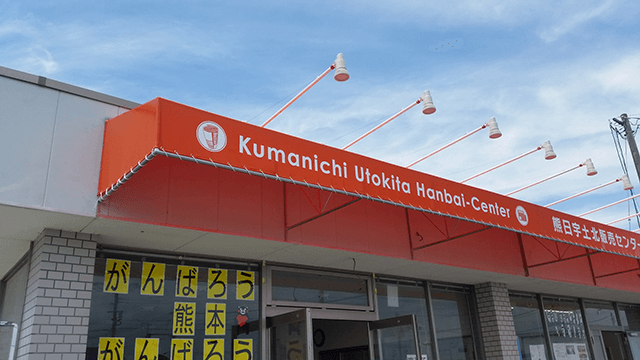 Kumanichi Utokita Hanbai-Center
熊日宇土北販売センター
がんばろう
熊本
がんばろう